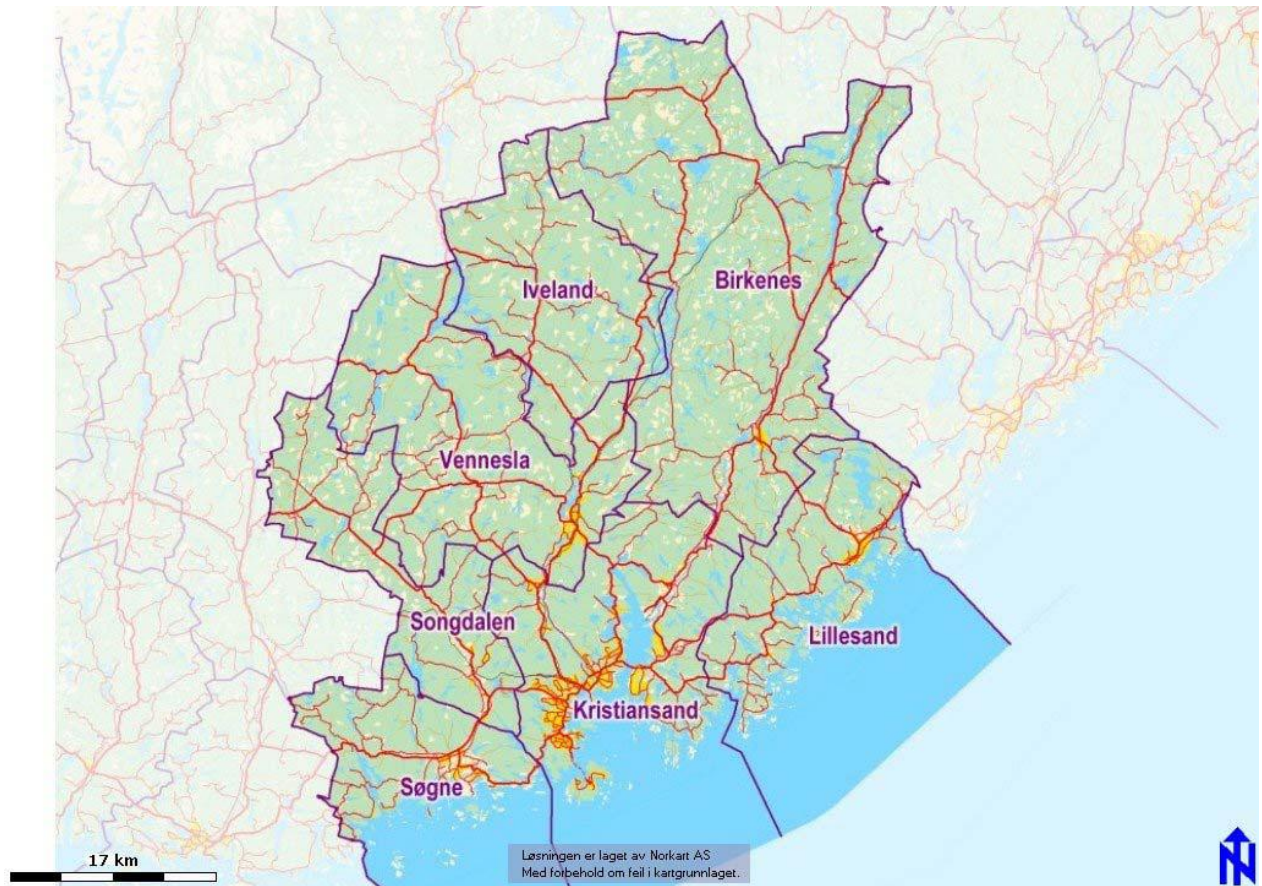 Iveland
Birkenes
Vennesla
Songdalen
Lillesand
Kristiansand
Søgne
17 km
Løsningen er laget av Norkart AS
Med forbehold om feil i kartgrunnlaget.
N